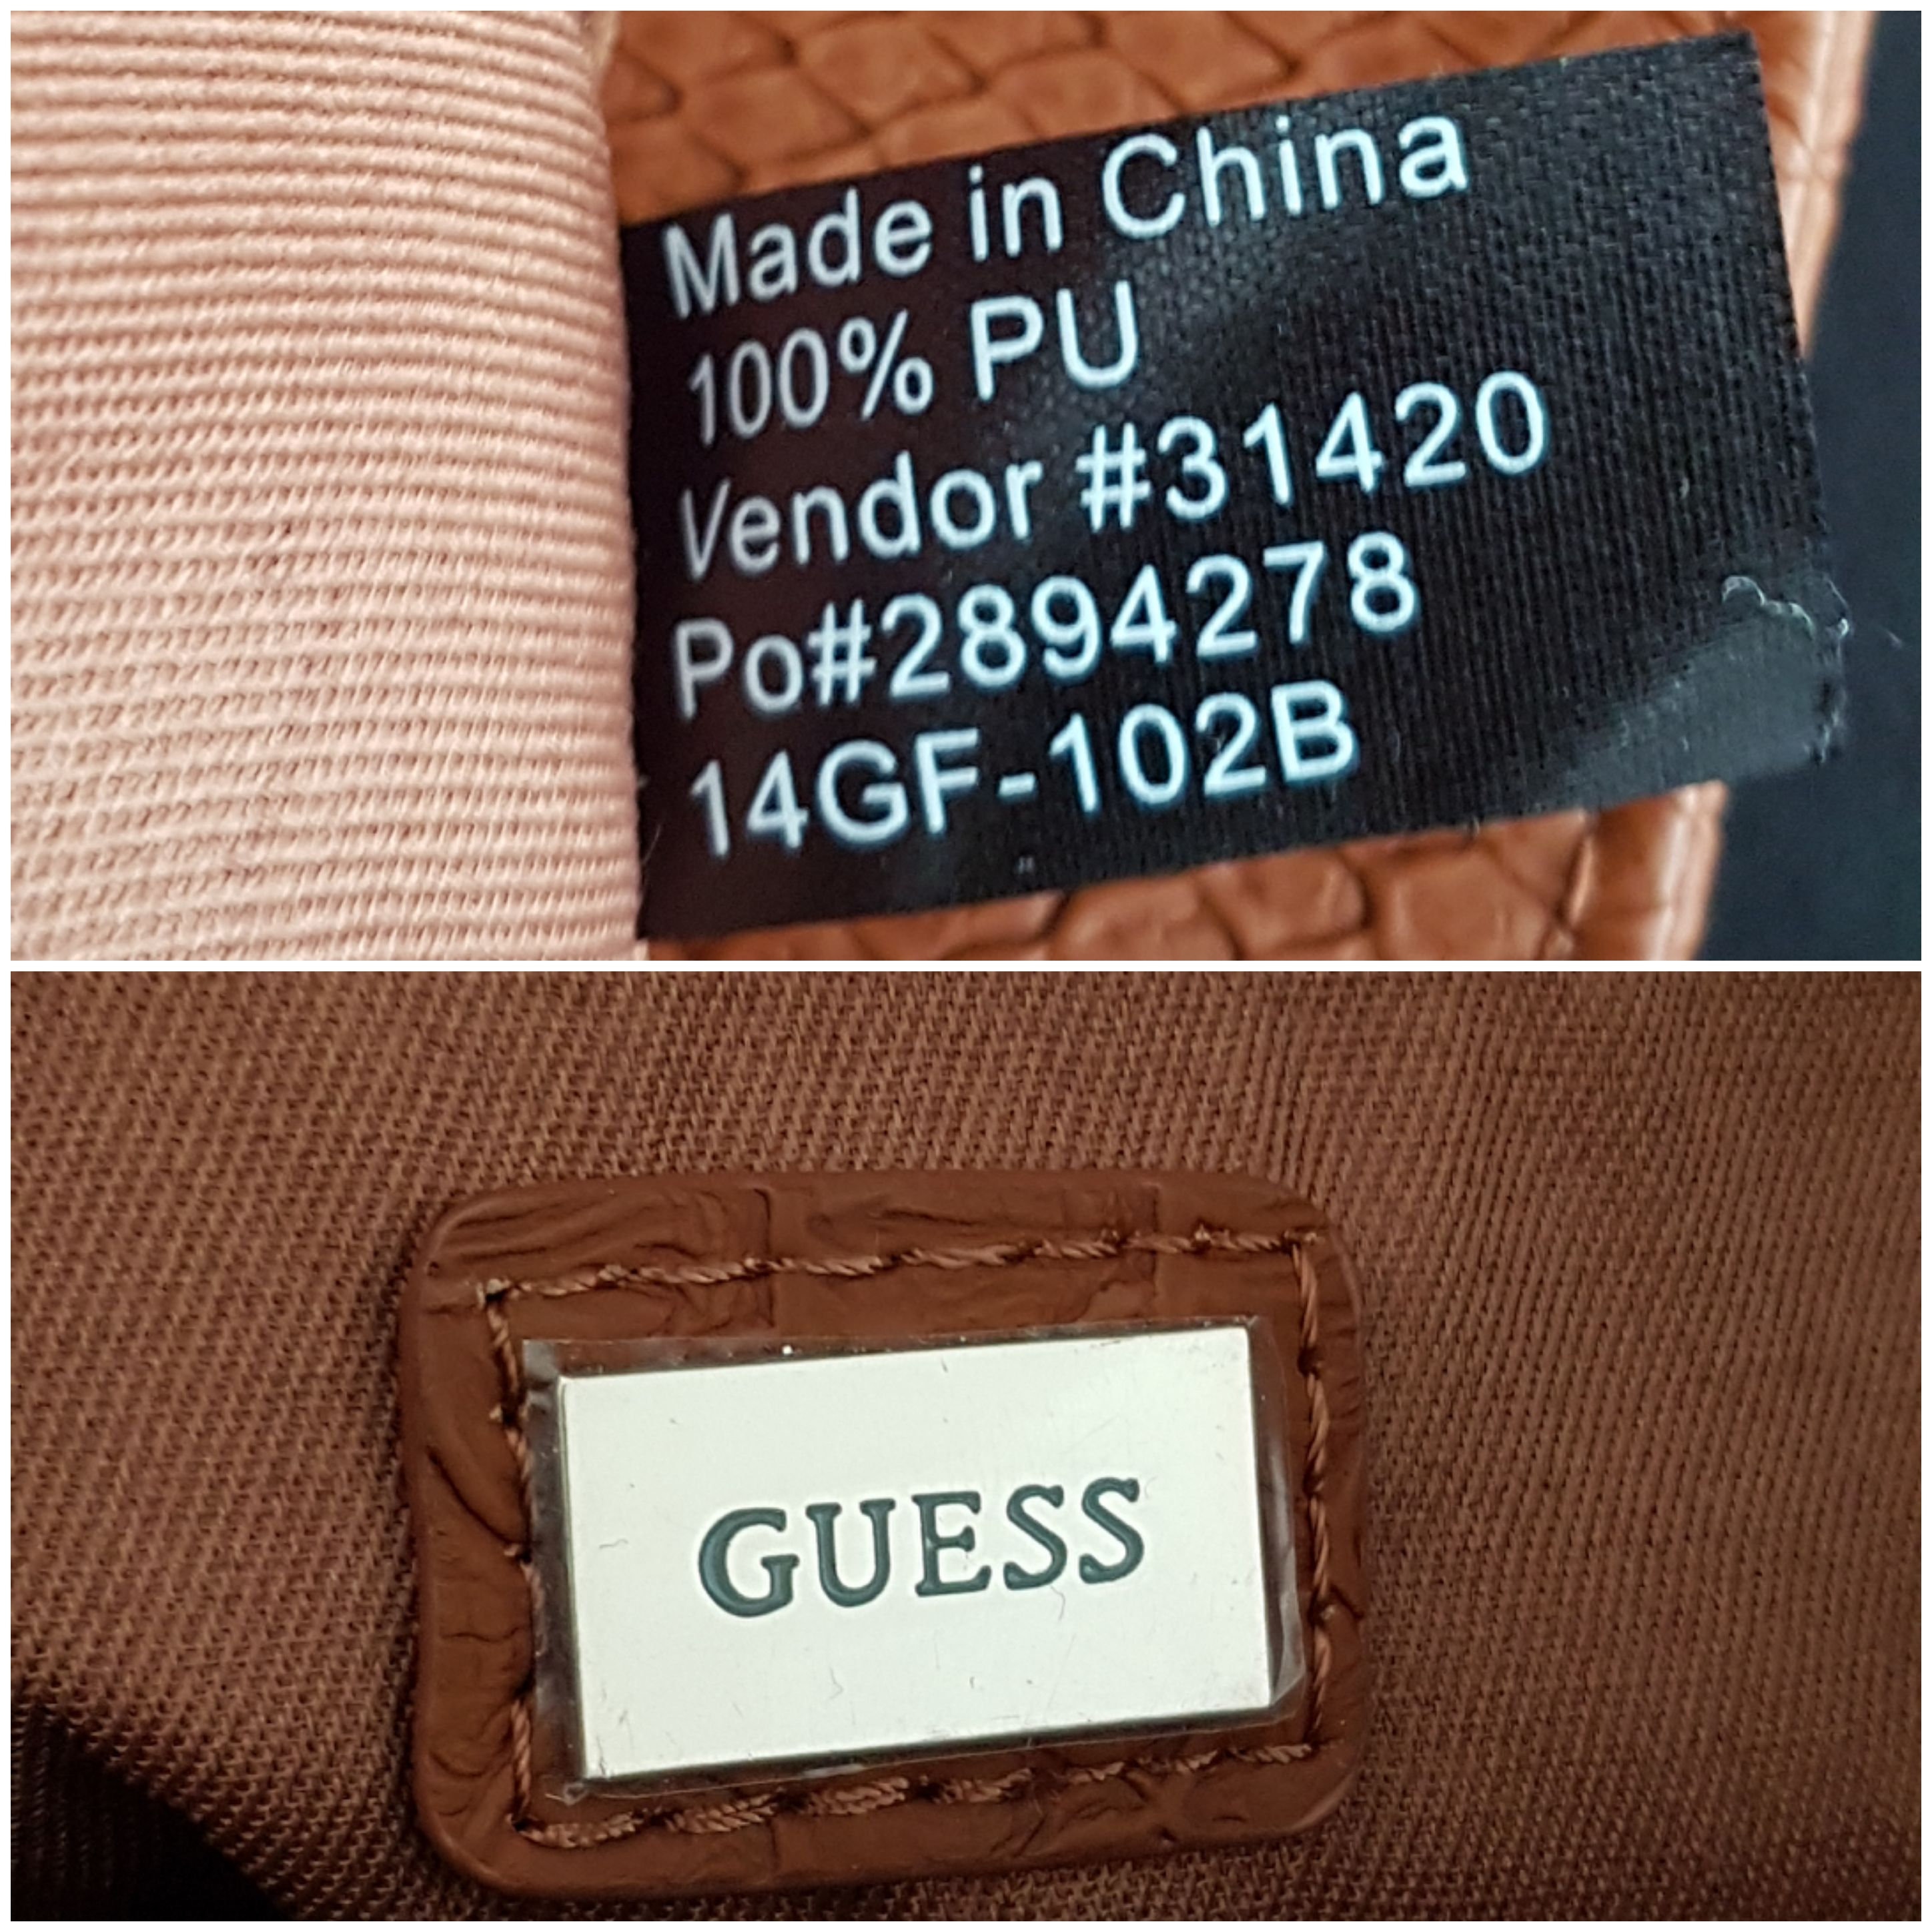 Made in China
100% PU
Vendor #31420
Po#2894278
14GF-102B
GUESS